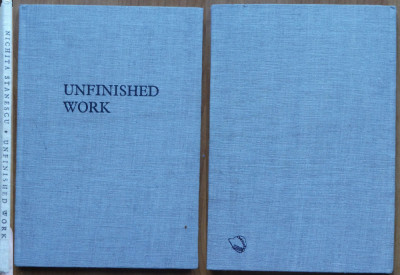 NICHITA STANESCU • UNFINISHED WORK
UNFINISHED
WORK